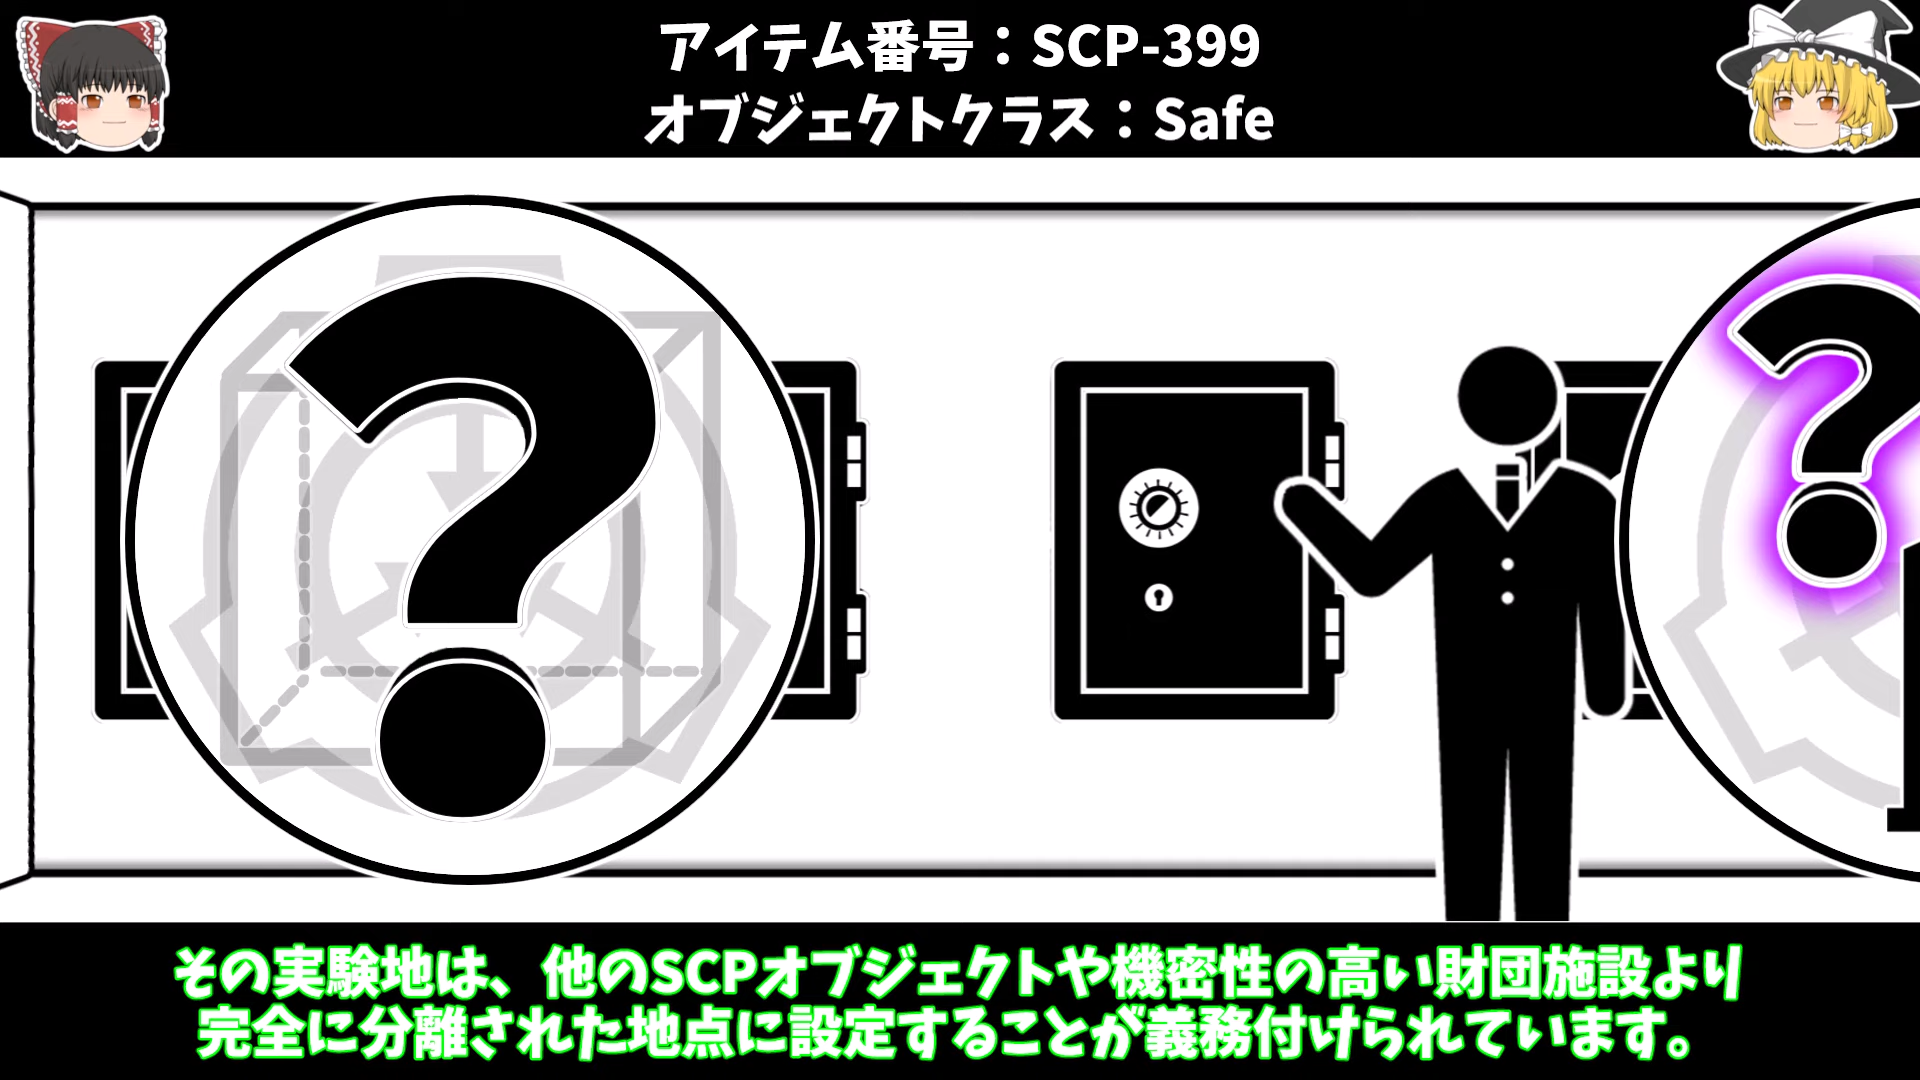 アイテム番号：SCP-399
オブジェクトクラス：Safe
?
?
その実験地は、他のSCPオブジェクトや機密性の高い財団施設より
完全に分離された地点に設定することが義務付けられています。